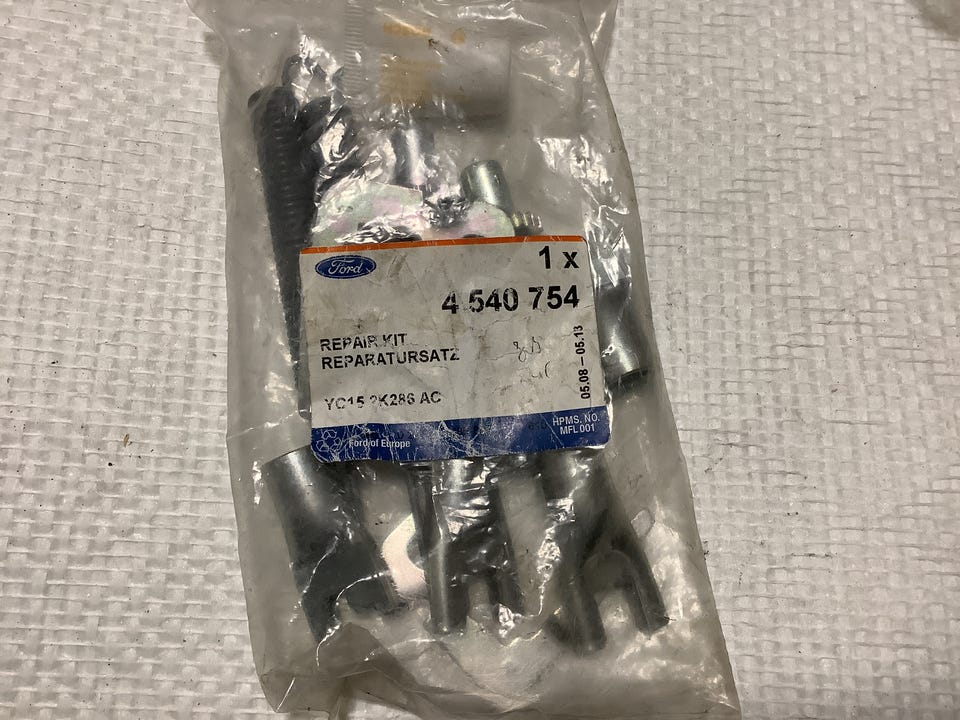 Ford
1 x
4 540 754
REPAIR KIT
REPARATURSATZ
05.08 – 05.13
YC15 2K286 AC
Ford of Europe
HPMS. NO.
MFL 001